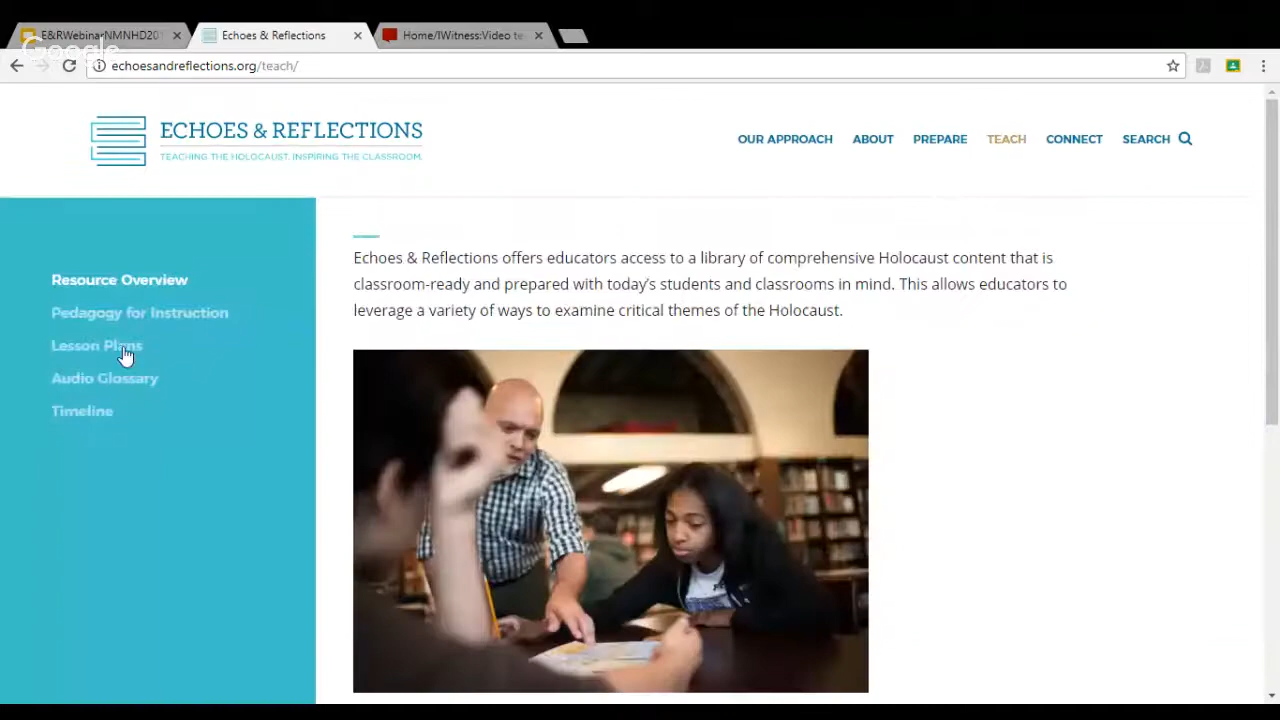 E&RWebinarNMNHD201
Echoes & Reflections
Home/IWitness:Video te
Google
echoesandreflections.org/teach/
ECHOES & REFLECTIONS
TEACHING THE HOLOCAUST. INSPIRING THE CLASSROOM.
OUR APPROACH
ABOUT
PREPARE
TEACH
CONNECT
SEARCH
Resource Overview
Pedagogy for Instruction
Lesson Plans
Audio Glossary
Timeline
Echoes & Reflections offers educators access to a library of comprehensive Holocaust content that is
classroom-ready and prepared with today's students and classrooms in mind. This allows educators to
leverage a variety of ways to examine critical themes of the Holocaust.